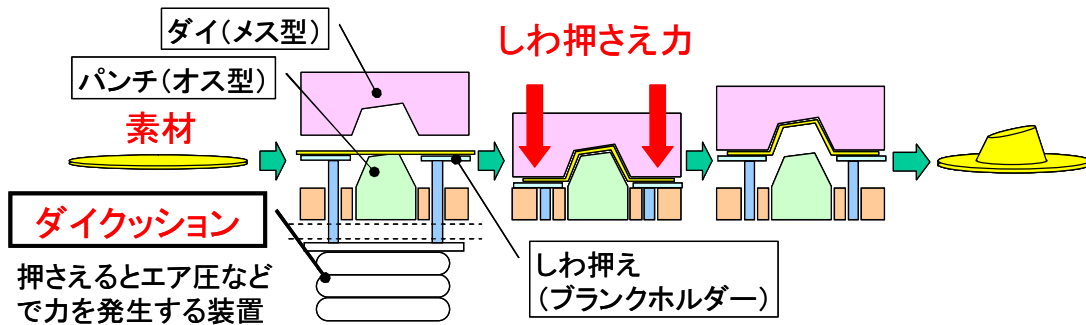 ダイ(メス型)
パンチ(オス型)
素材
しわ押さえ力
ダイクッション
押さえるとエア圧など
で力を発生する装置
しわ押え
(ブランクホルダー)